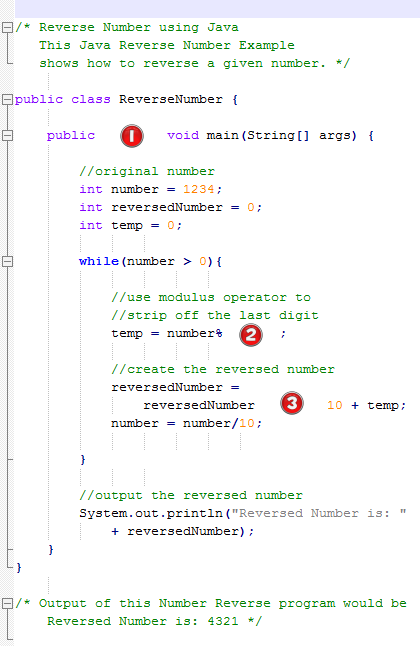 /* Reverse Number using Java
This Java Reverse Number Example
shows how to reverse a given number. */
public class ReverseNumber {
public 1 void main(String[] args) {
//original number
int number = 1234;
int reversedNumber = 0;
int temp = 0;
while(number > 0){
//use modulus operator to
//strip off the last digit
temp = number% 2 ;
//create the reversed number
reversedNumber =
reversedNumber 3 10 + temp;
number = number/10;
}
//output the reversed number
System.out.println("Reversed Number is: "
+ reversedNumber);
}
}
/* Output of this Number Reverse program would be
Reversed Number is: 4321 */